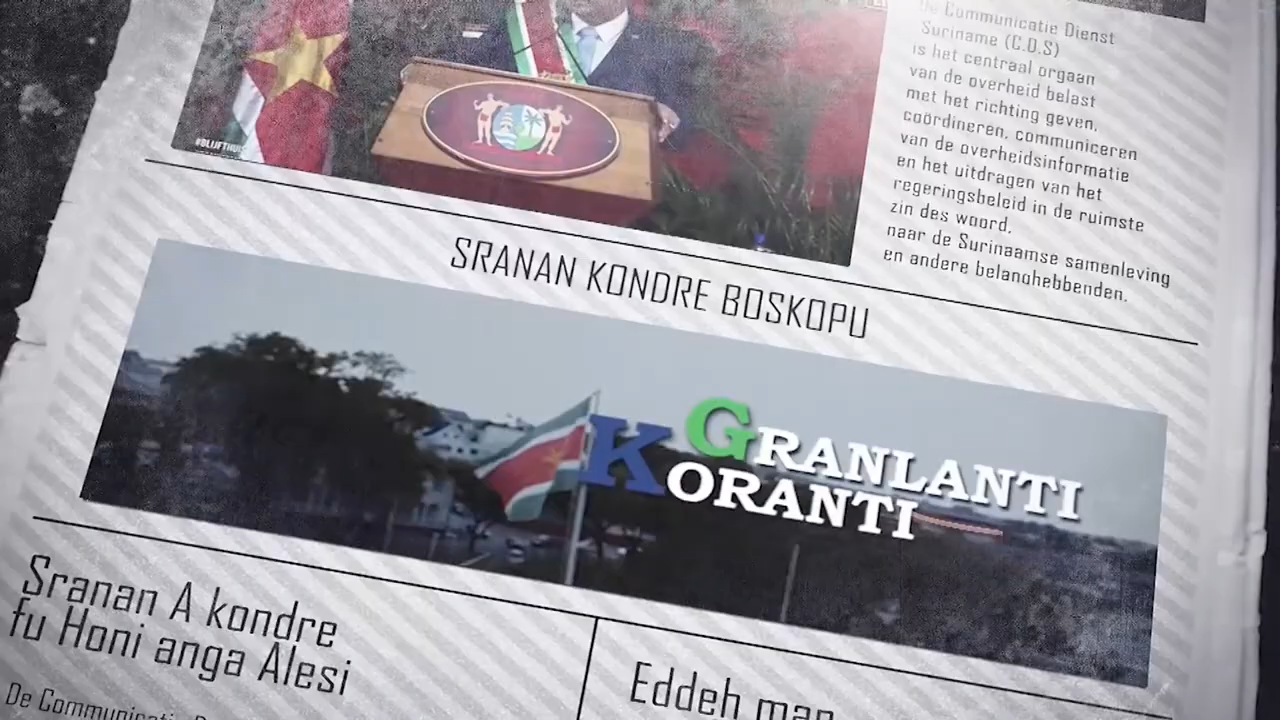 De Communicatie Dienst
Suriname (C.D.S)
is het centraal orgaan
van de overheid belast
met het richting geven,
coördineren, communiceren
van de overheidsinformatie
en het uitdragen van het
regeringsbeleid in de ruimste
zin des woord.
naar de Surinaamse samenleving
en andere belanghebbenden.
SRANAN KONDRE BOSKOPU
GRANLANTI
KORANTI
Sranan A kondre
fu Honi anga Alesi
De
Eddeh man